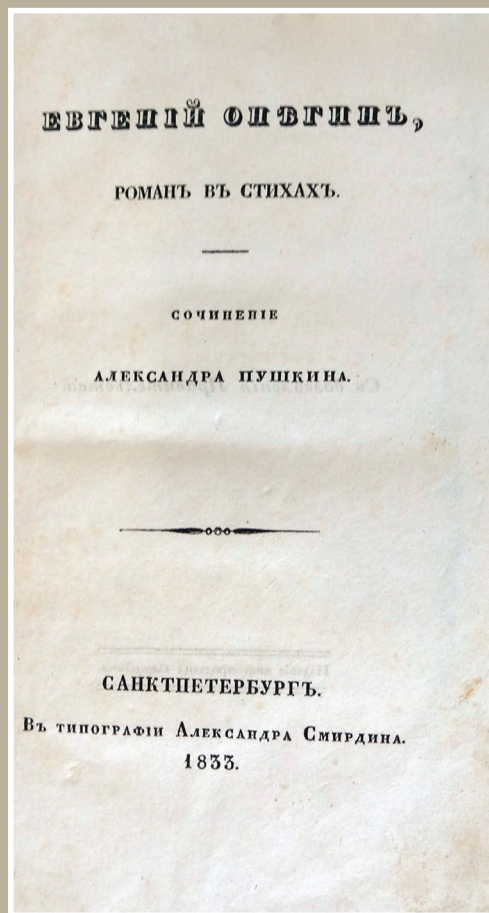 ЕВГЕНІЙ ОНѢГИНЪ,
РОМАНЪ ВЪ СТИХАХЪ.
СОЧИНЕНІЕ
АЛЕКСАНДРА ПУШКИНА.
САНКТПЕТЕРБУРГЪ.
Въ типографіи Александра Смирдина.
1833.